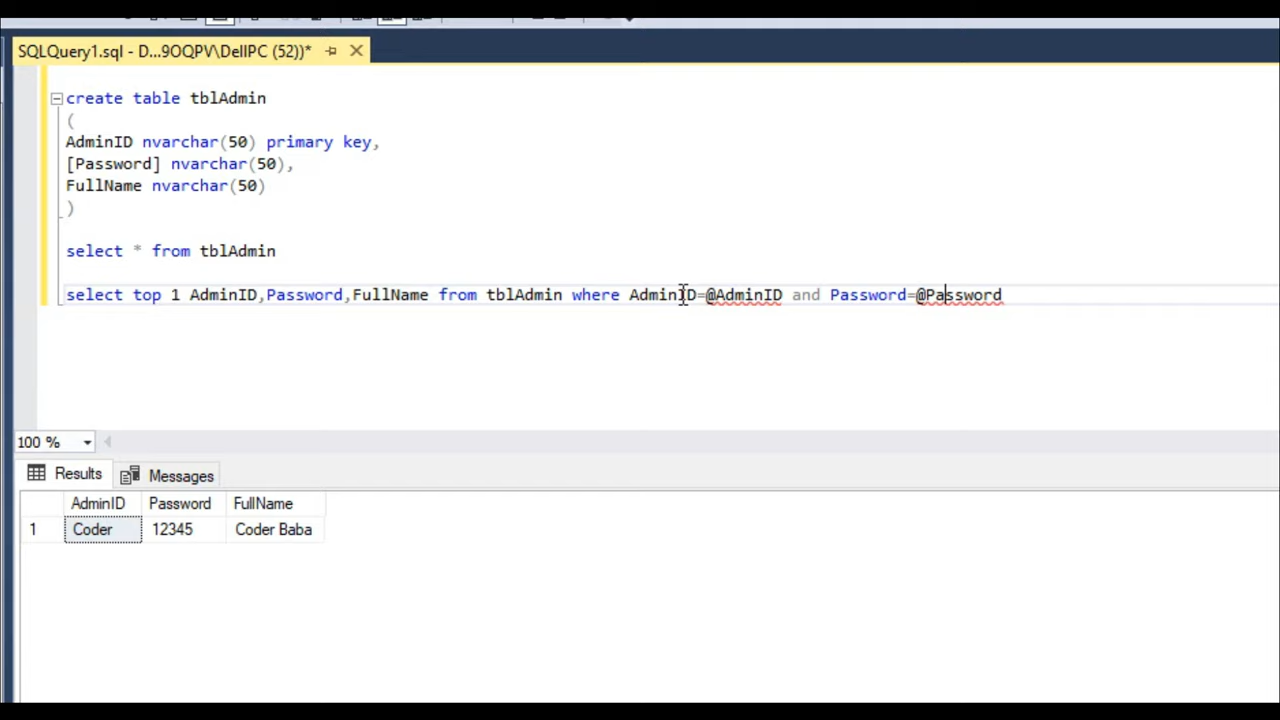 SQLQuery1.sql - D...9OQPV\DellPC (52))*
create table tblAdmin
(
AdminID nvarchar(50) primary key,
[Password] nvarchar(50),
FullName nvarchar(50)
)
select * from tblAdmin
select top 1 AdminID,Password,FullName from tblAdmin where AdminID=@AdminID and Password=@Password
100 %
Results Messages
AdminID Password FullName
1 Coder 12345 Coder Baba